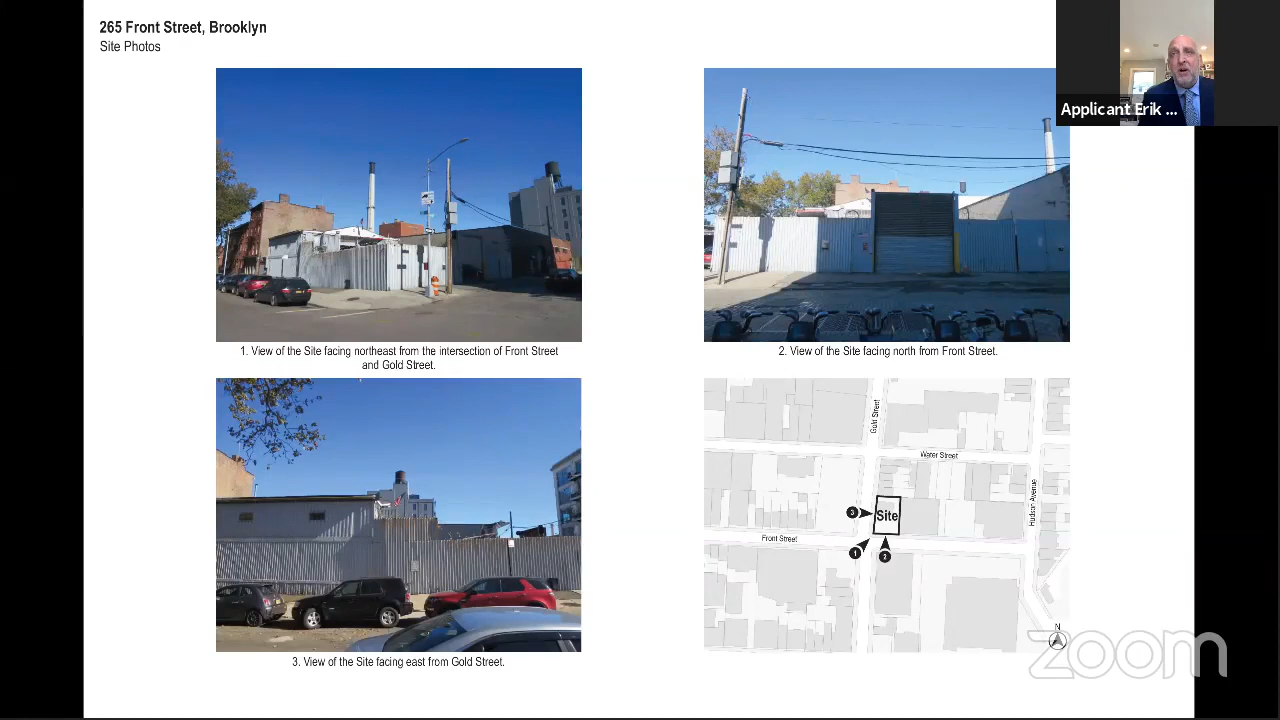 265 Front Street, Brooklyn
Site Photos
Applicant Erik ...
1. View of the Site facing northeast from the intersection of Front Street
and Gold Street.
2. View of the Site facing north from Front Street.
Gold Street
Water Street
Hudson Avenue
3
Site
Front Street
1
2
N
3. View of the Site facing east from Gold Street.
zoom